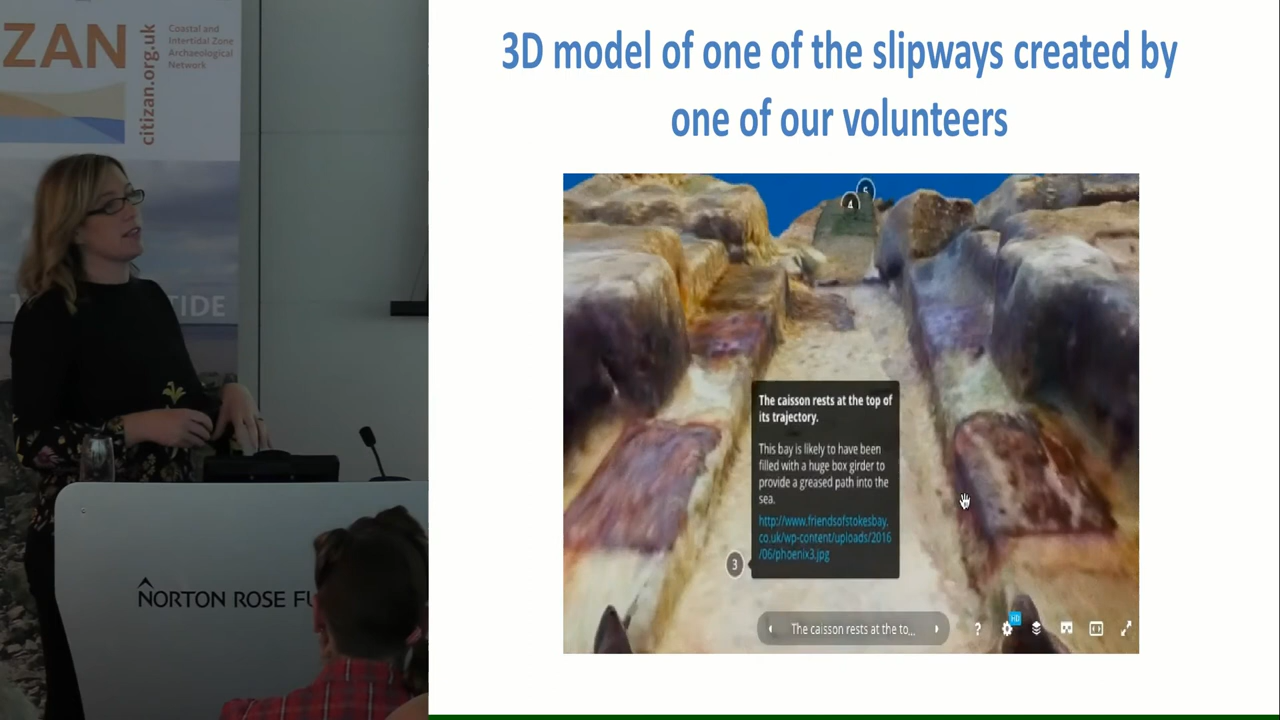 ZAN
citizan.org.uk
Coastal and
Intertidal Zone
Archaeological
Network
TIDE
NORTON ROSE FU
3D model of one of the slipways created by
one of our volunteers
5
4
The caisson rests at the top of
its trajectory.
This bay is likely to have been
filled with a huge box girder to
provide a greased path into the
sea.
http://www.friendsofstokesbay.
co.uk/wp-content/uploads/2016
/06/phoenix3.jpg
3
The caisson rests at the to...
?
HD